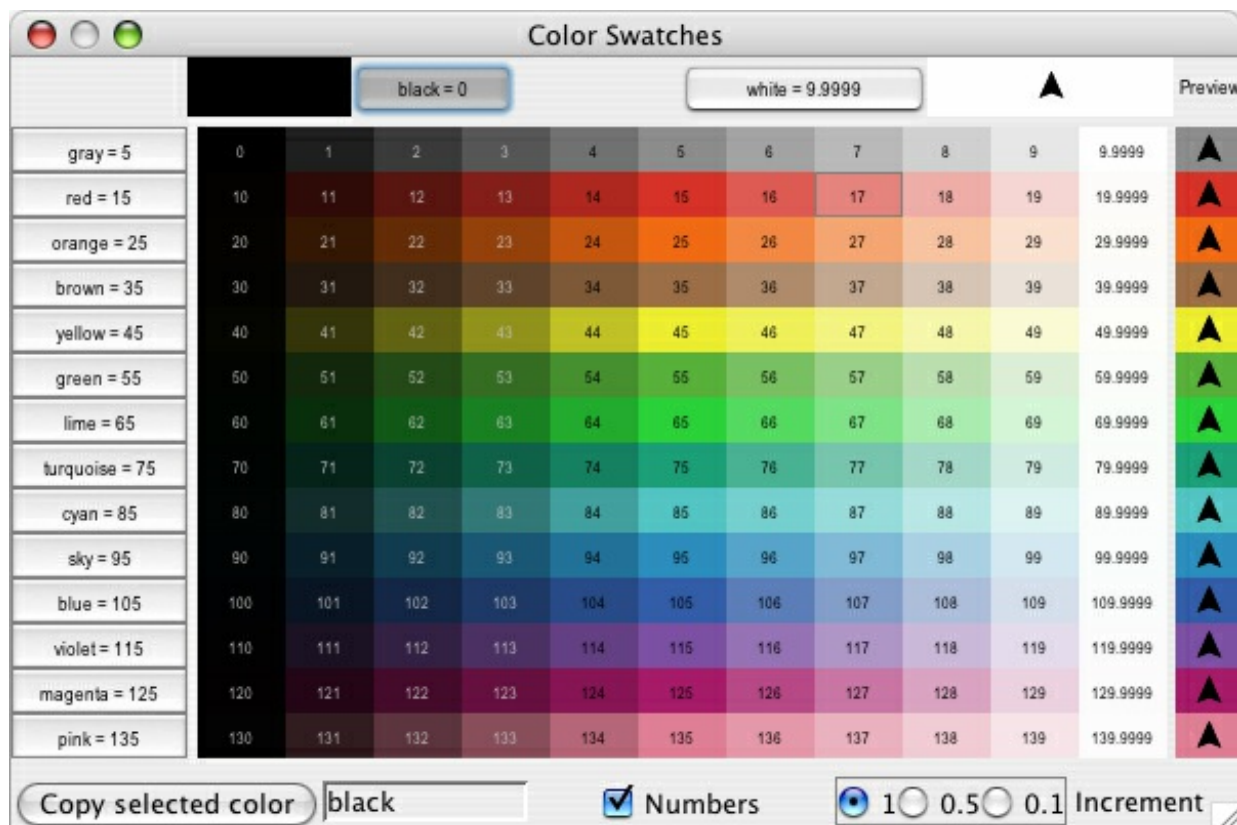 Color Swatches
black = 0 white = 9.9999 Preview
gray = 5 0 1 2 3 4 5 6 7 8 9 9.9999
red = 15 10 11 12 13 14 15 16 17 18 19 19.9999
orange = 25 20 21 22 23 24 25 26 27 28 29 29.9999
brown = 35 30 31 32 33 34 35 36 37 38 39 39.9999
yellow = 45 40 41 42 43 44 45 46 47 48 49 49.9999
green = 55 50 51 52 53 54 55 56 57 58 59 59.9999
lime = 65 60 61 62 63 64 65 66 67 68 69 69.9999
turquoise = 75 70 71 72 73 74 75 76 77 78 79 79.9999
cyan = 85 80 81 82 83 84 85 86 87 88 89 89.9999
sky = 95 90 91 92 93 94 95 96 97 98 99 99.9999
blue = 105 100 101 102 103 104 105 106 107 108 109 109.9999
violet = 115 110 111 112 113 114 115 116 117 118 119 119.9999
magenta = 125 120 121 122 123 124 125 126 127 128 129 129.9999
pink = 135 130 131 132 133 134 135 136 137 138 139 139.9999
Copy selected color black Numbers 1 0.5 0.1 Increment